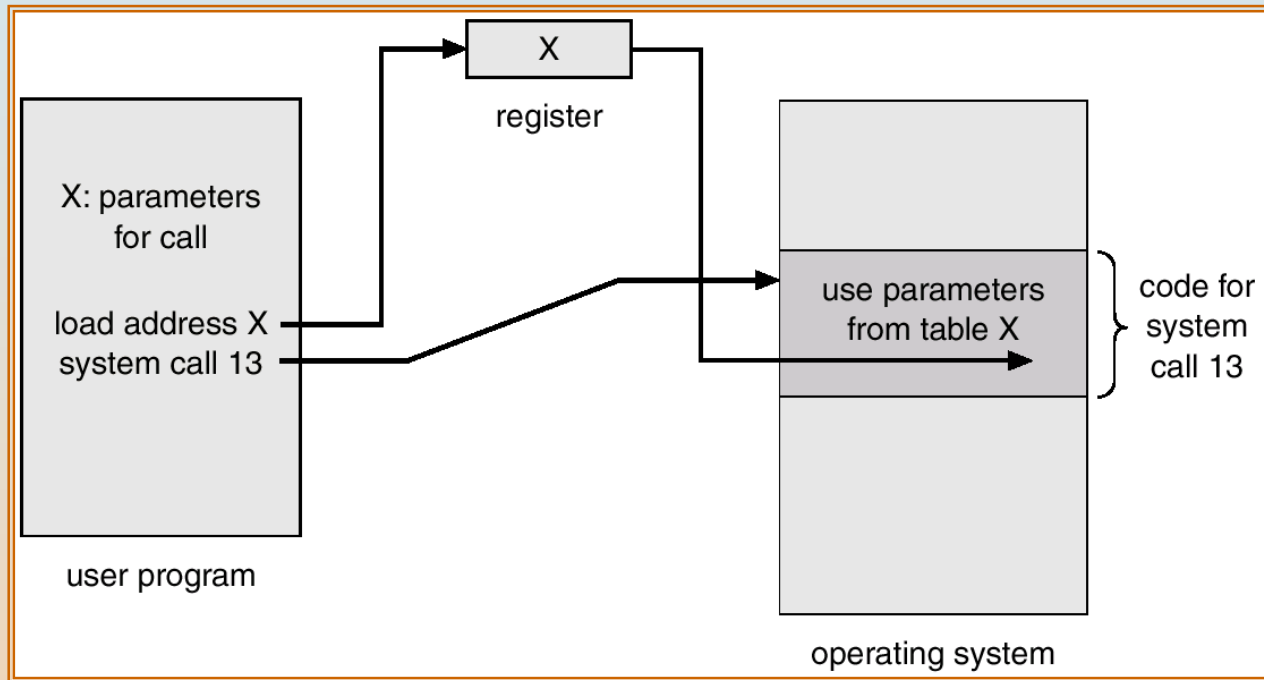 X
register
X: parameters
for call
load address X
system call 13
user program
use parameters
from table X
code for
system
call 13
operating system